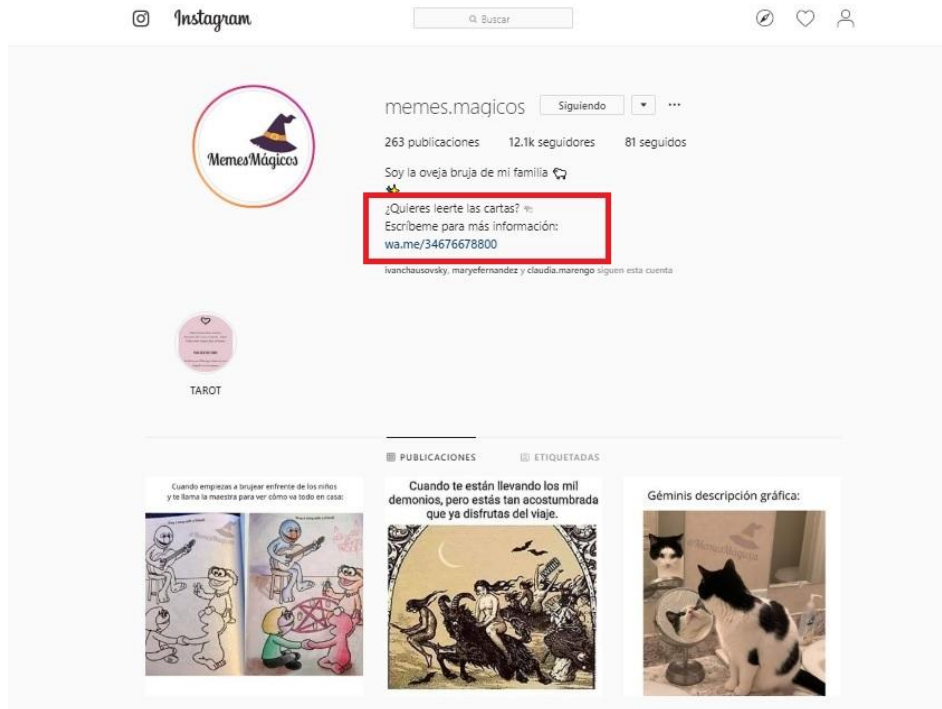 Instagram
Buscar
memes.magicos Siguiendo
263 publicaciones 12.1k seguidores 81 seguidos
MemesMágicos
Soy la oveja bruja de mi familia
¿Quieres leerte las cartas?
Escríbeme para más información:
wa.me/34676678800
ivanchausovsky, maryefernandez y claudia.marengo siguen esta cuenta
TAROT
PUBLICACIONES ETIQUETADAS
Cuando empiezas a brujear enfrente de los niños
y te llama la maestra para ver cómo va todo en casa:
Cuando te están llevando los mil
demonios, pero estás tan acostumbrada
que ya disfrutas del viaje.
Géminis descripción gráfica:
@MemesMagicos